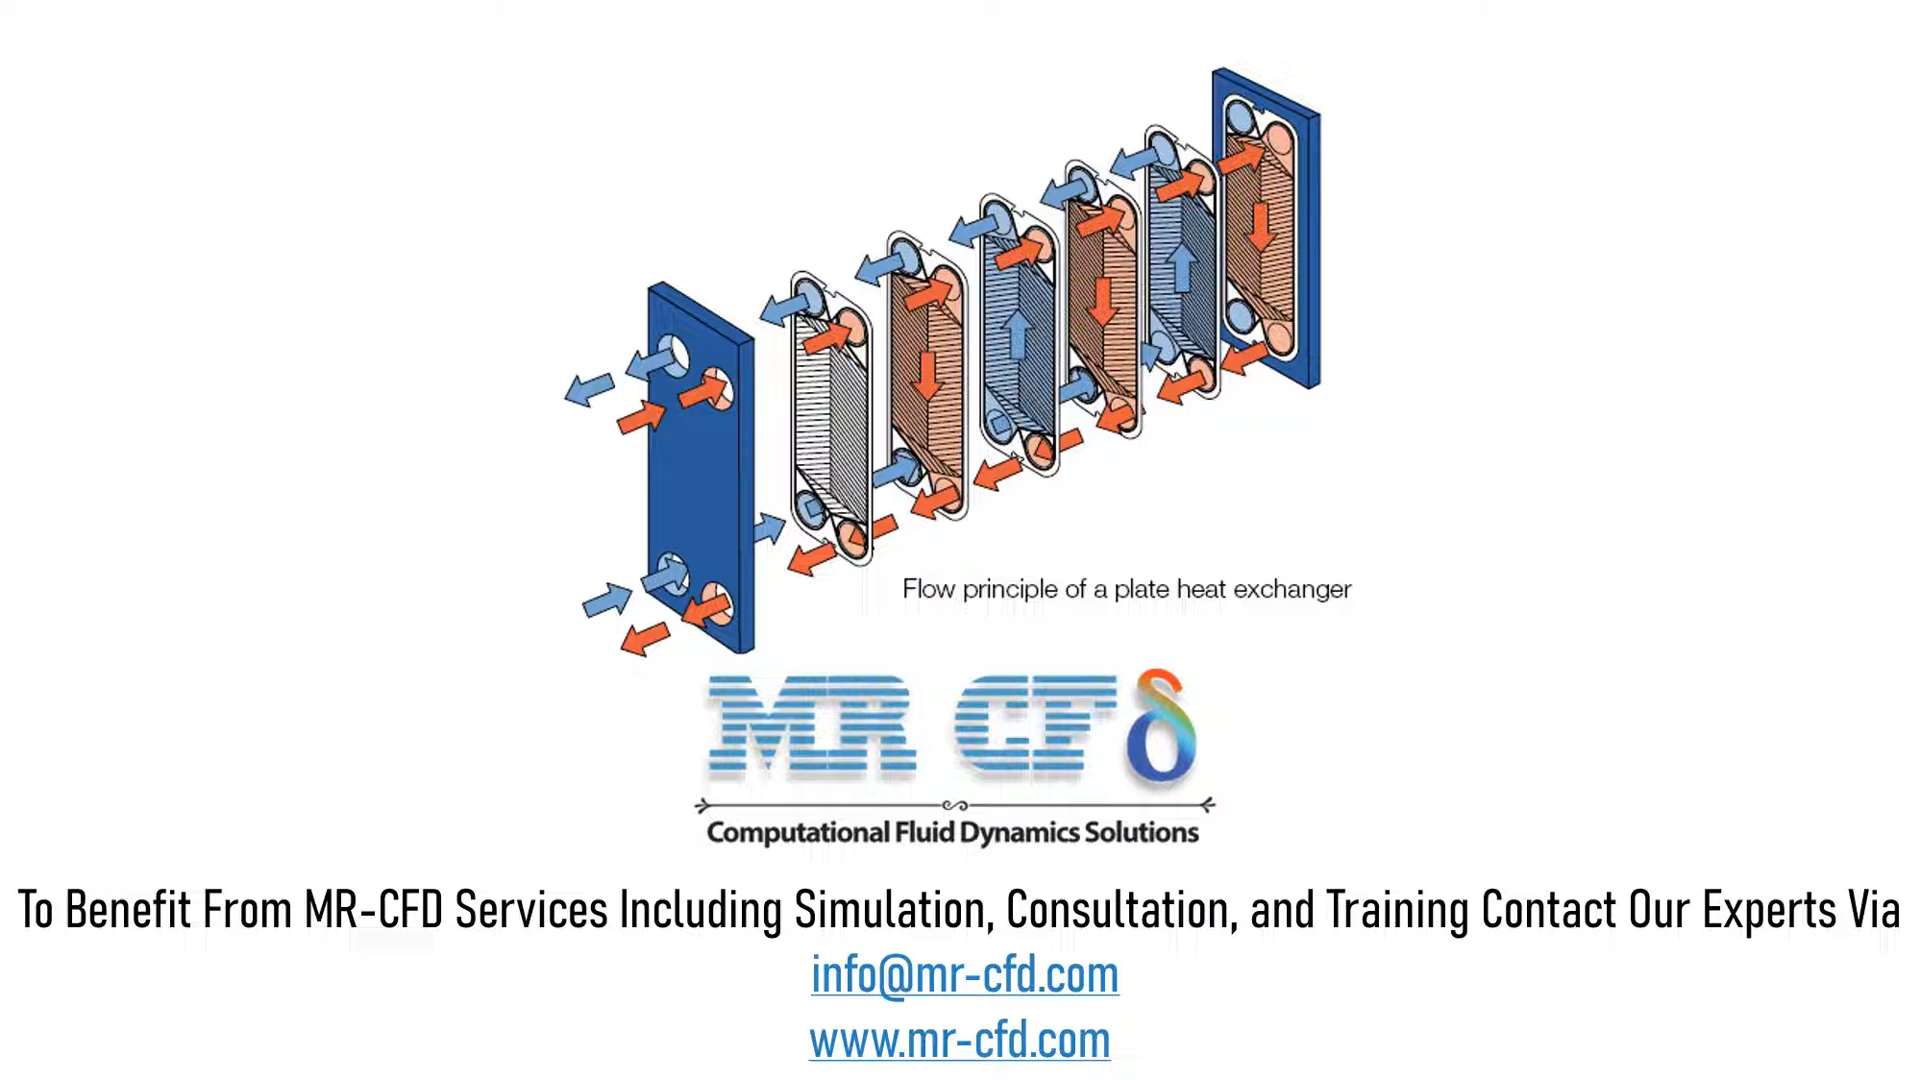 Flow principle of a plate heat exchanger
MR CFδ
Computational Fluid Dynamics Solutions
To Benefit From MR-CFD Services Including Simulation, Consultation, and Training Contact Our Experts Via
info@mr-cfd.com
www.mr-cfd.com